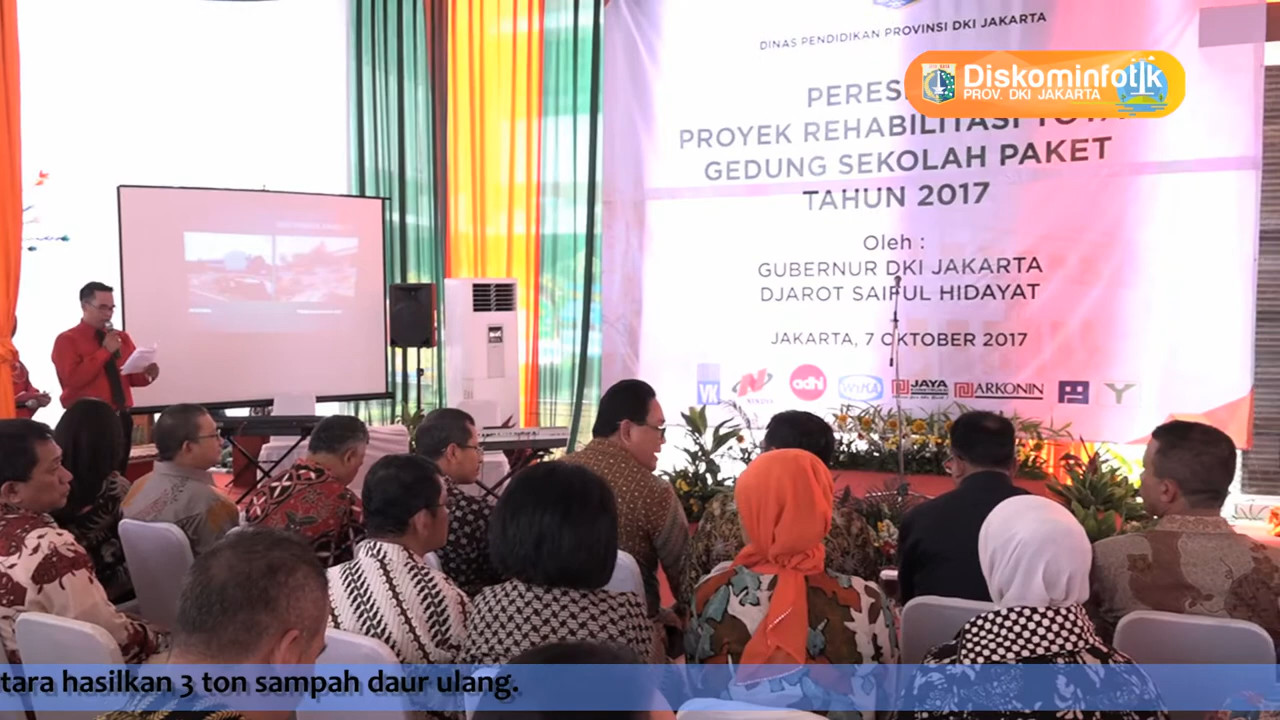 DINAS PENDIDIKAN PROVINSI DKI JAKARTA
Diskominfotik
PROV. DKI JAKARTA
PERES
PROYEK REHABILITASI
GEDUNG SEKOLAH PAKET
TAHUN 2017
Oleh :
GUBERNUR DKI JAKARTA
DJAROT SAIFUL HIDAYAT
JAKARTA, 7 OKTOBER 2017
VK
adhi
WIKA
JAYA
ARKONIN
tara hasilkan 3 ton sampah daur ulang.